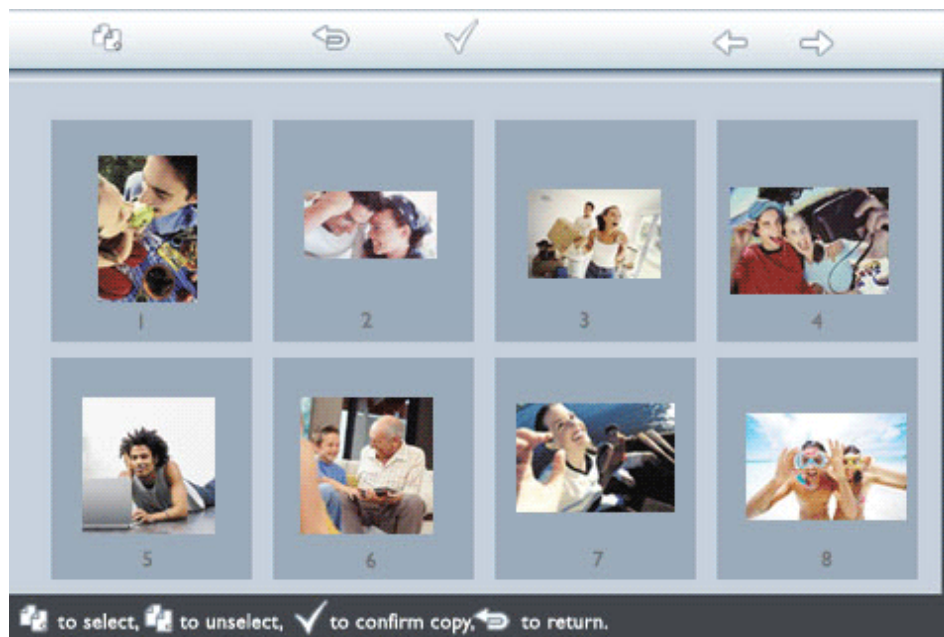 1 2 3 4
5 6 7 8
to select, to unselect, to confirm copy, to return.